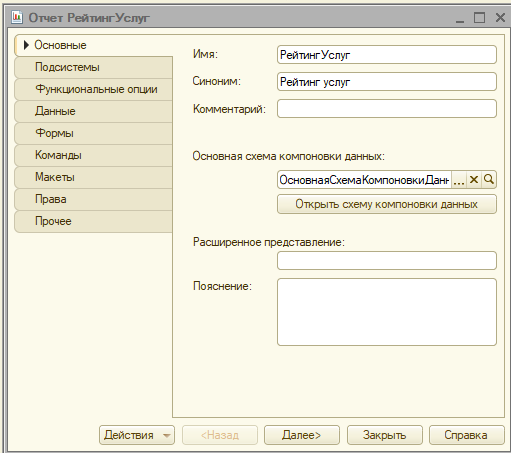 Отчет РейтингУслуг
Основные
Подсистемы
Функциональные опции
Данные
Формы
Команды
Макеты
Права
Прочее
Имя: РейтингУслуг
Синоним: Рейтинг услуг
Комментарий:
Основная схема компоновки данных:
ОсновнаяСхемаКомпоновкиДанн ...
Открыть схему компоновки данных
Расширенное представление:
Пояснение:
Действия <Назад Далее> Закрыть Справка